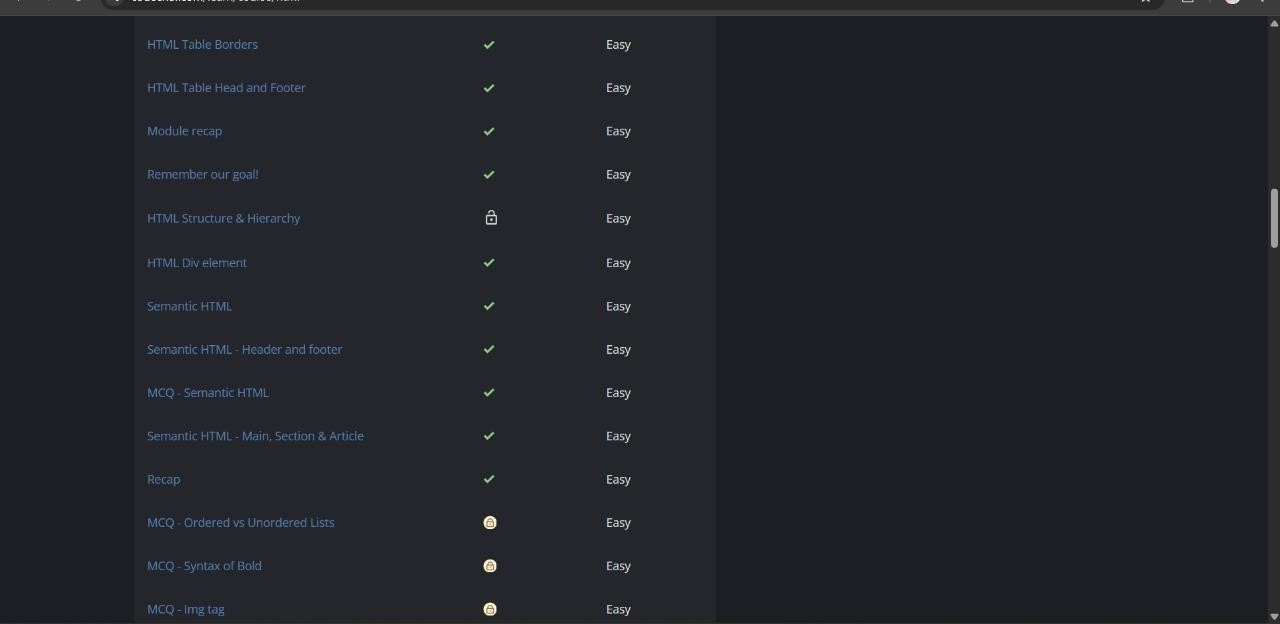 HTML Table Borders Easy
HTML Table Head and Footer Easy
Module recap Easy
Remember our goal! Easy
HTML Structure & Hierarchy Easy
HTML Div element Easy
Semantic HTML Easy
Semantic HTML - Header and footer Easy
MCQ - Semantic HTML Easy
Semantic HTML - Main, Section & Article Easy
Recap Easy
MCQ - Ordered vs Unordered Lists Easy
MCQ - Syntax of Bold Easy
MCQ - Img tag Easy